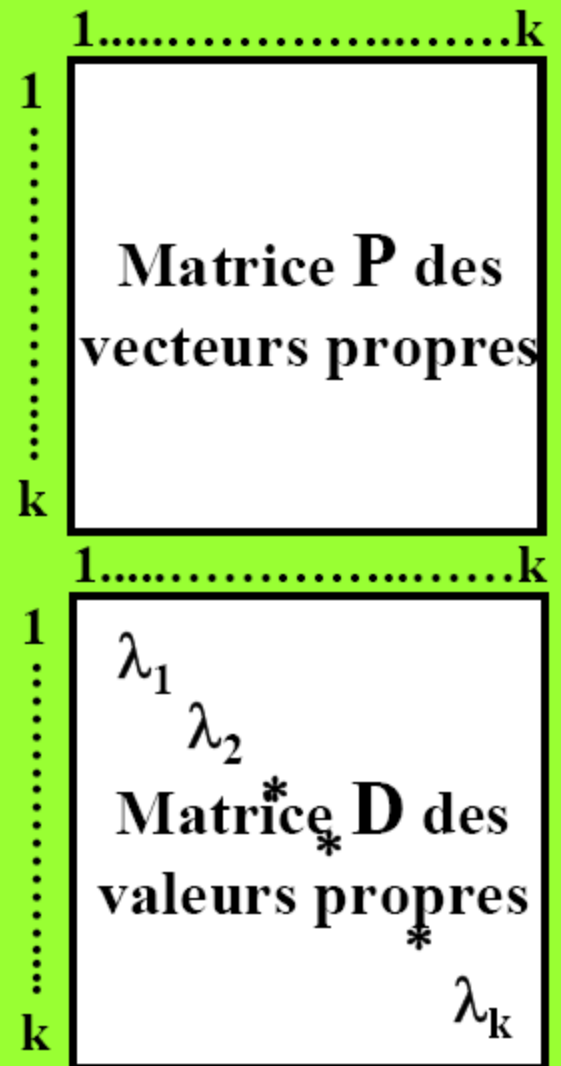 1.....……………...……k
1
k
Matrice P des
vecteurs propres
1.....……………...……k
1
k
λ1
λ2
*
Matrice D des
*
valeurs propres
*
λk